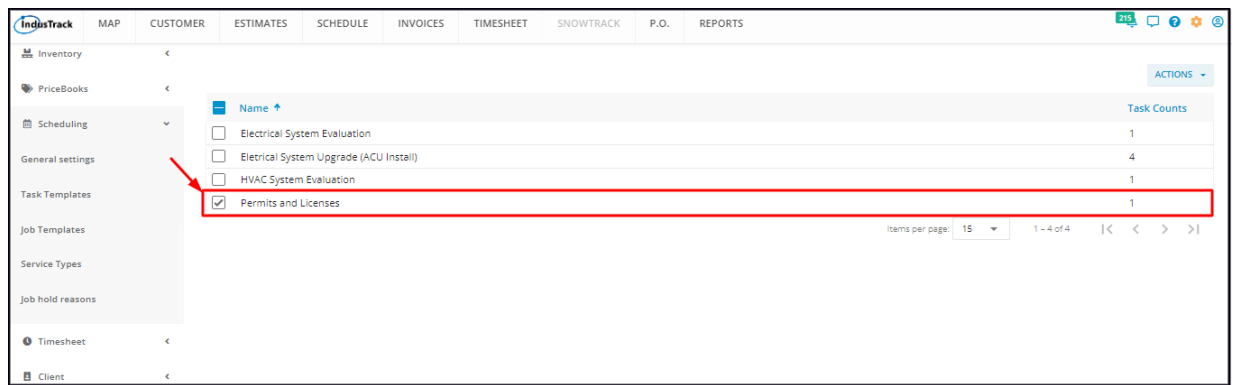 IndusTrack MAP CUSTOMER ESTIMATES SCHEDULE INVOICES TIMESHEET SNOWTRACK P.O. REPORTS 215
Inventory
ACTIONS
PriceBooks
Name Task Counts
Scheduling
Electrical System Evaluation 1
General settings
Eletrical System Upgrade (ACU Install) 4
HVAC System Evaluation 1
Task Templates
Permits and Licenses 1
Job Templates
Items per page: 15 1 – 4 of 4
Service Types
Job hold reasons
Timesheet
Client